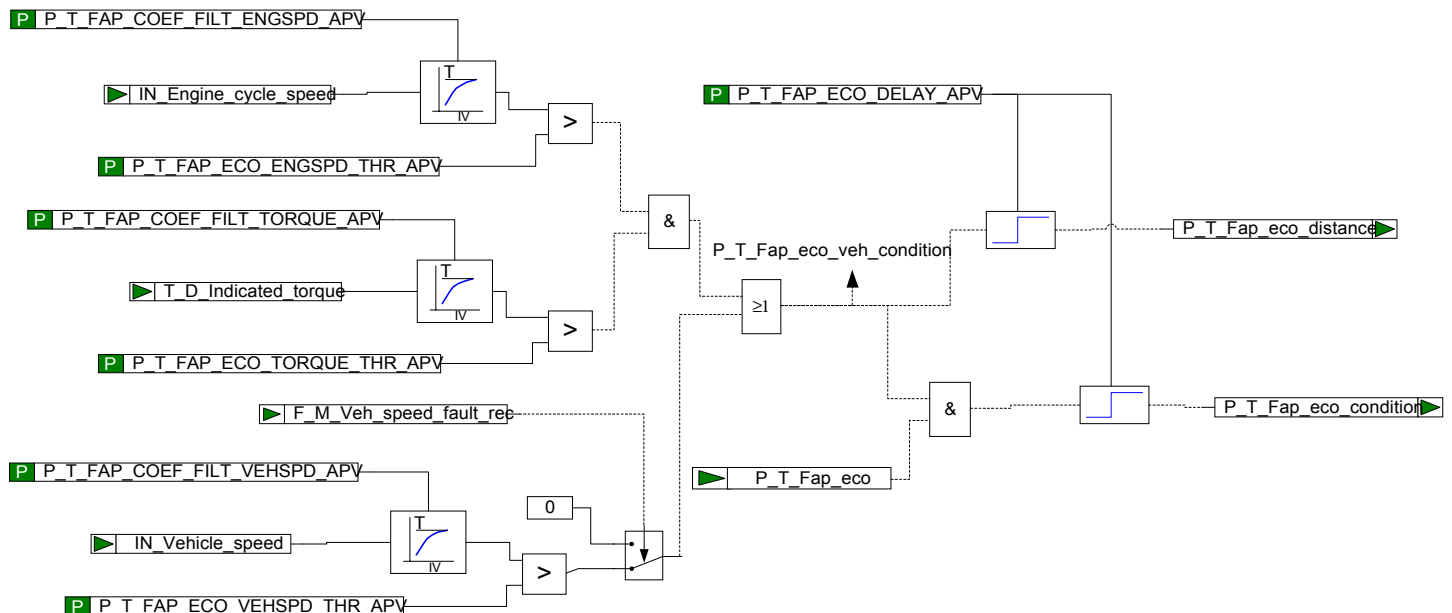 P P_T_FAP_COEF_FILT_ENGSPD_APV
T
IN_Engine_cycle_speed
IV
>
P P_T_FAP_ECO_DELAY_APV
P P_T_FAP_ECO_ENGSPD_THR_APV
P P_T_FAP_COEF_FILT_TORQUE_APV
&
P_T_Fap_eco_distance
P_T_Fap_eco_veh_condition
T
T_D_Indicated_torque
IV
≥1
>
P P_T_FAP_ECO_TORQUE_THR_APV
F_M_Veh_speed_fault_rec
&
P_T_Fap_eco_condition
P P_T_FAP_COEF_FILT_VEHSPD_APV
P_T_Fap_eco
0
T
IN_Vehicle_speed
IV
>
P P_T_FAP_ECO_VEHSPD_THR_APV